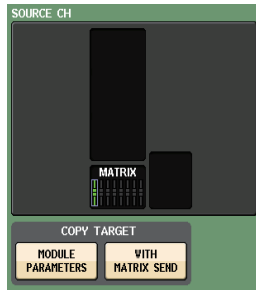 SOURCE CH
MATRIX
COPY TARGET
MODULE
PARAMETERS
WITH
MATRIX SEND